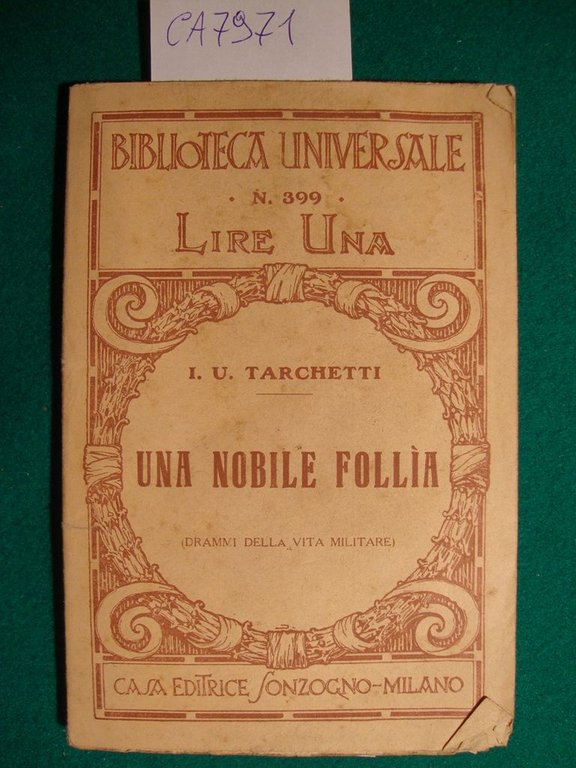 CA7971
BIBLIOTECA UNIVERSALE
· N. 399 ·
LIRE UNA
I. U. TARCHETTI
UNA NOBILE FOLLÌA
(DRAMMI DELLA VITA MILITARE)
CASA EDITRICE SONZOGNO-MILANO